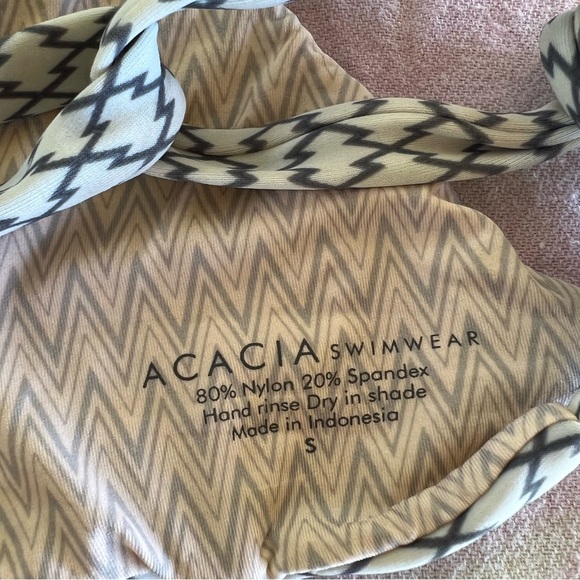 ACACIA SWIMWEAR
80% Nylon 20% Spandex
Hand rinse Dry in shade
Made in Indonesia
S